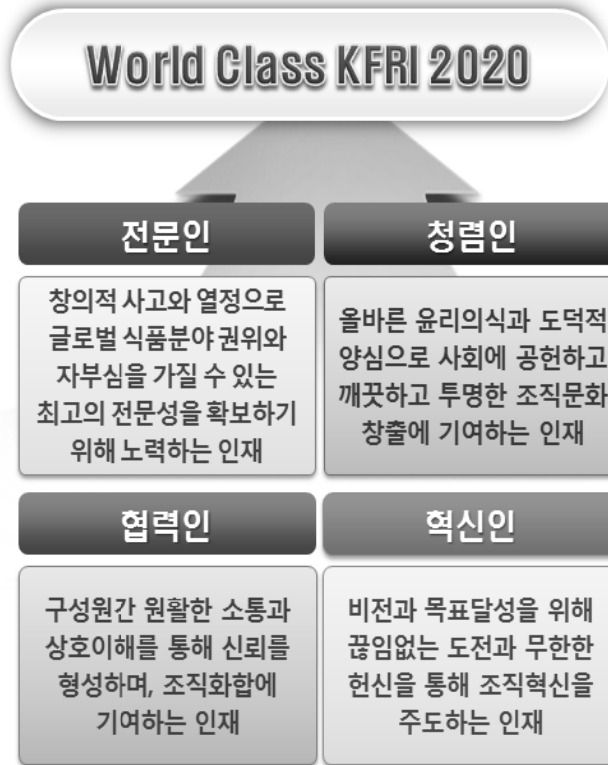 World Class KFRI 2020
전문인
창의적 사고와 열정으로
글로벌 식품분야 권위와
자부심을 가질 수 있는
최고의 전문성을 확보하기
위해 노력하는 인재
청렴인
올바른 윤리의식과 도덕적
양심으로 사회에 공헌하고
깨끗하고 투명한 조직문화
창출에 기여하는 인재
협력인
구성원간 원활한 소통과
상호이해를 통해 신뢰를
형성하며, 조직화합에
기여하는 인재
혁신인
비전과 목표달성을 위해
끊임없는 도전과 무한한
헌신을 통해 조직혁신을
주도하는 인재